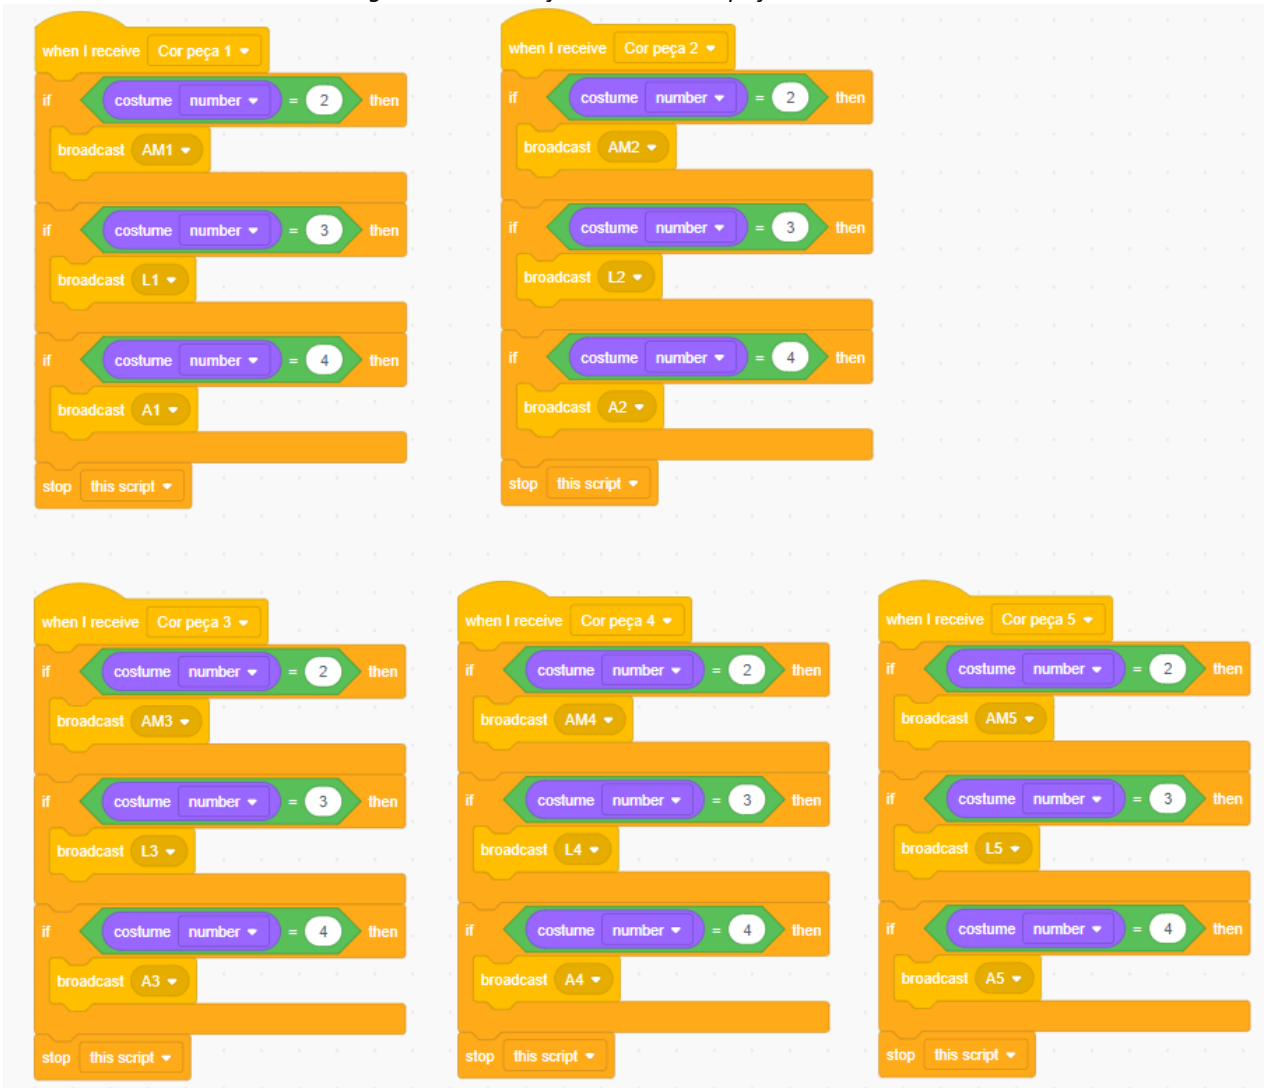 when I receive Cor peça 1
if costume number = 2 then
broadcast AM1
if costume number = 3 then
broadcast L1
if costume number = 4 then
broadcast A1
stop this script
when I receive Cor peça 2
if costume number = 2 then
broadcast AM2
if costume number = 3 then
broadcast L2
if costume number = 4 then
broadcast A2
stop this script
when I receive Cor peça 3
if costume number = 2 then
broadcast AM3
if costume number = 3 then
broadcast L3
if costume number = 4 then
broadcast A3
stop this script
when I receive Cor peça 4
if costume number = 2 then
broadcast AM4
if costume number = 3 then
broadcast L4
if costume number = 4 then
broadcast A4
stop this script
when I receive Cor peça 5
if costume number = 2 then
broadcast AM5
if costume number = 3 then
broadcast L5
if costume number = 4 then
broadcast A5
stop this script